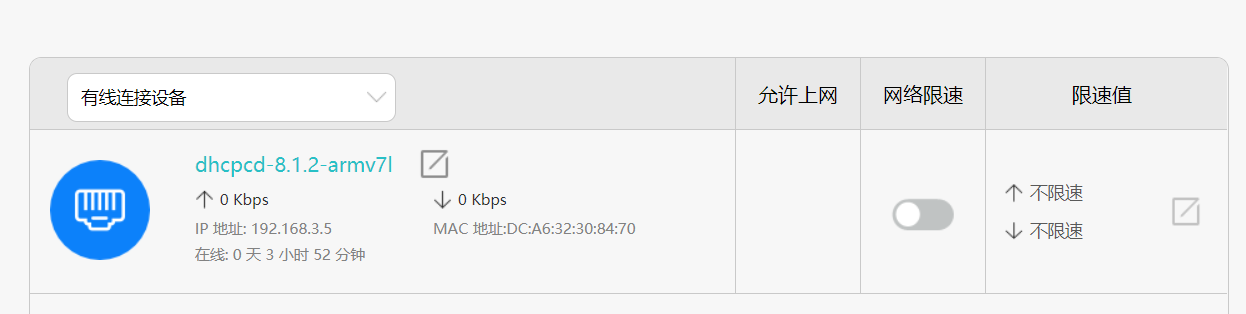 有线连接设备 允许上网 网络限速 限速值
dhcpcd-8.1.2-armv7l
0 Kbps 0 Kbps
IP 地址: 192.168.3.5 MAC 地址:DC:A6:32:30:84:70
在线: 0 天 3 小时 52 分钟
不限速
不限速